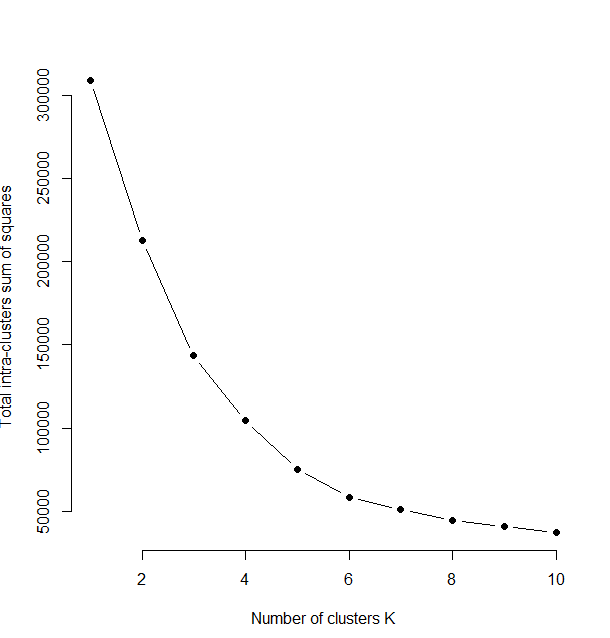 Total intra-clusters sum of squares
300000
250000
200000
150000
100000
50000
2 4 6 8 10
Number of clusters K